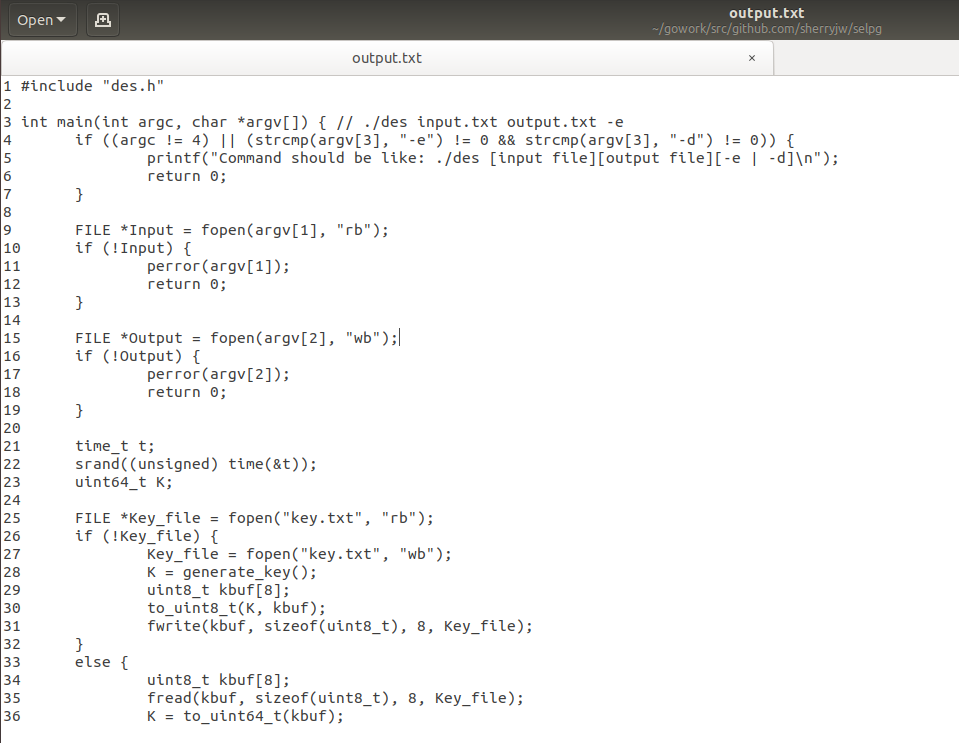 Open
output.txt
~/gowork/src/github.com/sherryjw/selpg
output.txt ×
1 #include "des.h"
2
3 int main(int argc, char *argv[]) { // ./des input.txt output.txt -e
4 if ((argc != 4) || (strcmp(argv[3], "-e") != 0 && strcmp(argv[3], "-d") != 0)) {
5 printf("Command should be like: ./des [input file][output file][-e | -d]\n");
6 return 0;
7 }
8
9 FILE *Input = fopen(argv[1], "rb");
10 if (!Input) {
11 perror(argv[1]);
12 return 0;
13 }
14
15 FILE *Output = fopen(argv[2], "wb");
16 if (!Output) {
17 perror(argv[2]);
18 return 0;
19 }
20
21 time_t t;
22 srand((unsigned) time(&t));
23 uint64_t K;
24
25 FILE *Key_file = fopen("key.txt", "rb");
26 if (!Key_file) {
27 Key_file = fopen("key.txt", "wb");
28 K = generate_key();
29 uint8_t kbuf[8];
30 to_uint8_t(K, kbuf);
31 fwrite(kbuf, sizeof(uint8_t), 8, Key_file);
32 }
33 else {
34 uint8_t kbuf[8];
35 fread(kbuf, sizeof(uint8_t), 8, Key_file);
36 K = to_uint64_t(kbuf);